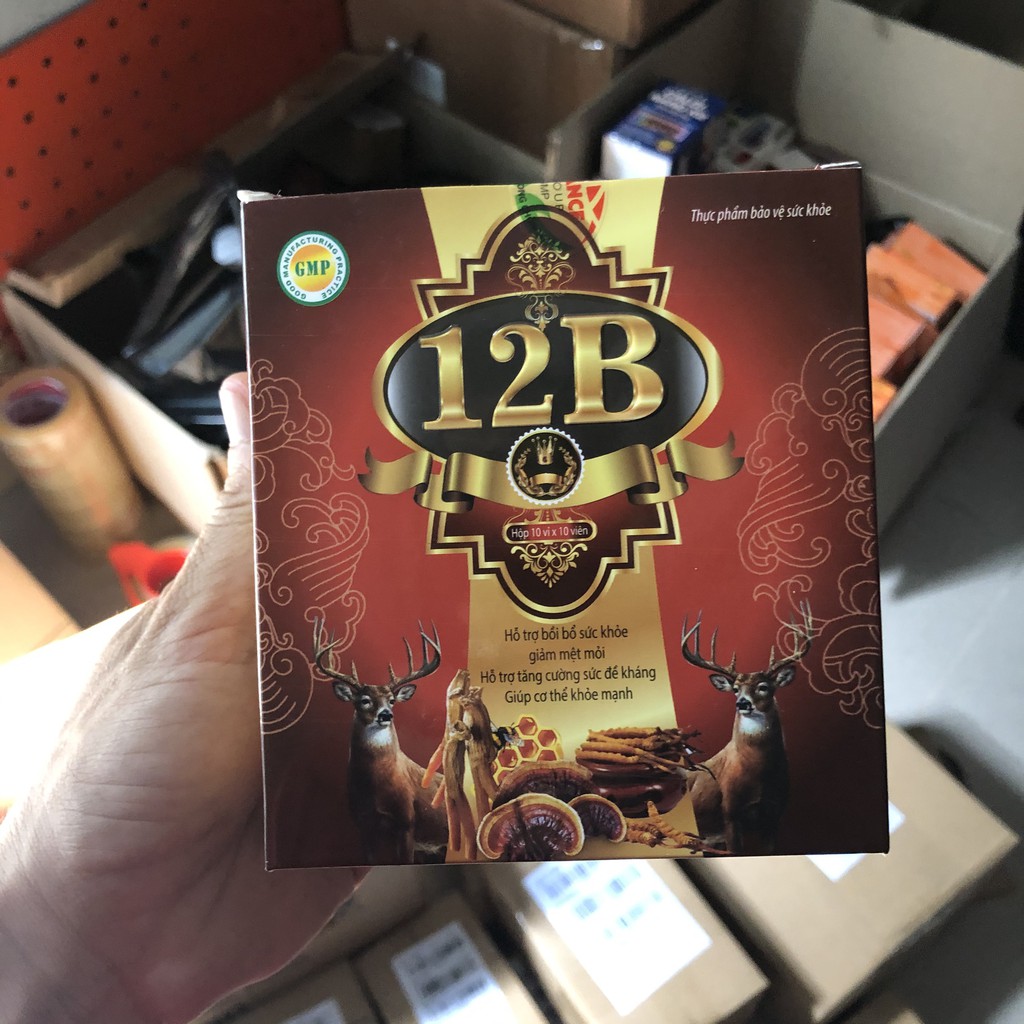 Thực phẩm bảo vệ sức khỏe
GOOD MANUFACTURING PRACTICE
GMP
12B
Hộp 10 vỉ x 10 viên
Hỗ trợ bồi bổ sức khỏe
giảm mệt mỏi
Hỗ trợ tăng cường sức đề kháng
Giúp cơ thể khỏe mạnh